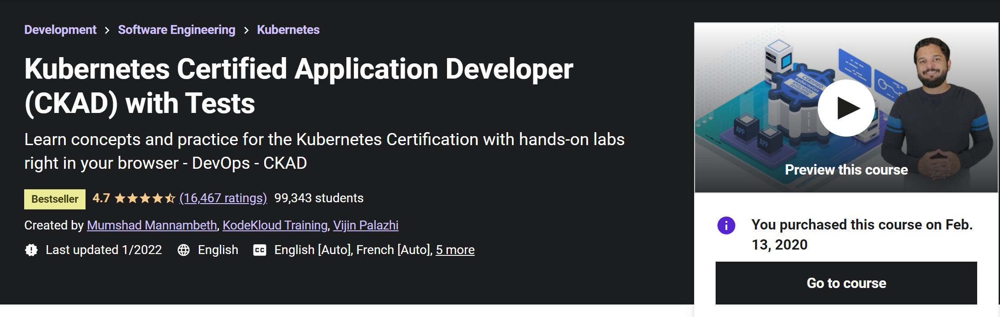 Development > Software Engineering > Kubernetes
Kubernetes Certified Application Developer
(CKAD) with Tests
Learn concepts and practice for the Kubernetes Certification with hands-on labs
right in your browser - DevOps - CKAD
Bestseller 4.7 (16,467 ratings) 99,343 students
Created by Mumshad Mannambeth, KodeKloud Training, Vijin Palazhi
Last updated 1/2022 English CC English [Auto], French [Auto], 5 more
CERTIFIED
kubernetes
DEVELOPER
APP
APP
Preview this course
You purchased this course on Feb.
13, 2020
Go to course